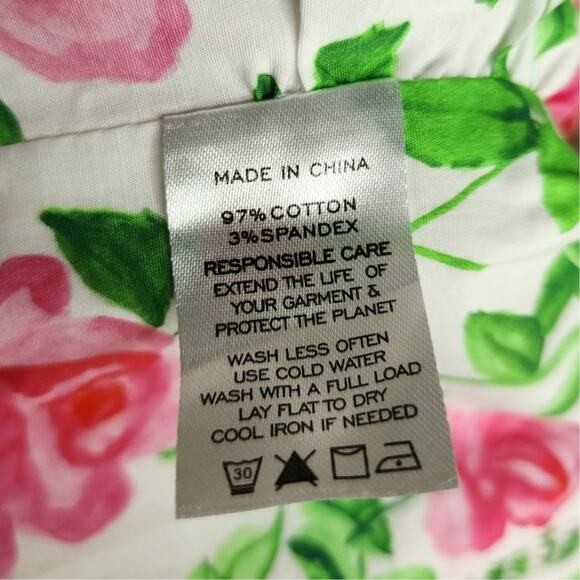 MADE IN CHINA
97% COTTON
3% SPANDEX
RESPONSIBLE CARE
EXTEND THE LIFE OF
YOUR GARMENT &
PROTECT THE PLANET
WASH LESS OFTEN
USE COLD WATER
WASH WITH A FULL LOAD
LAY FLAT TO DRY
COOL IRON IF NEEDED
30